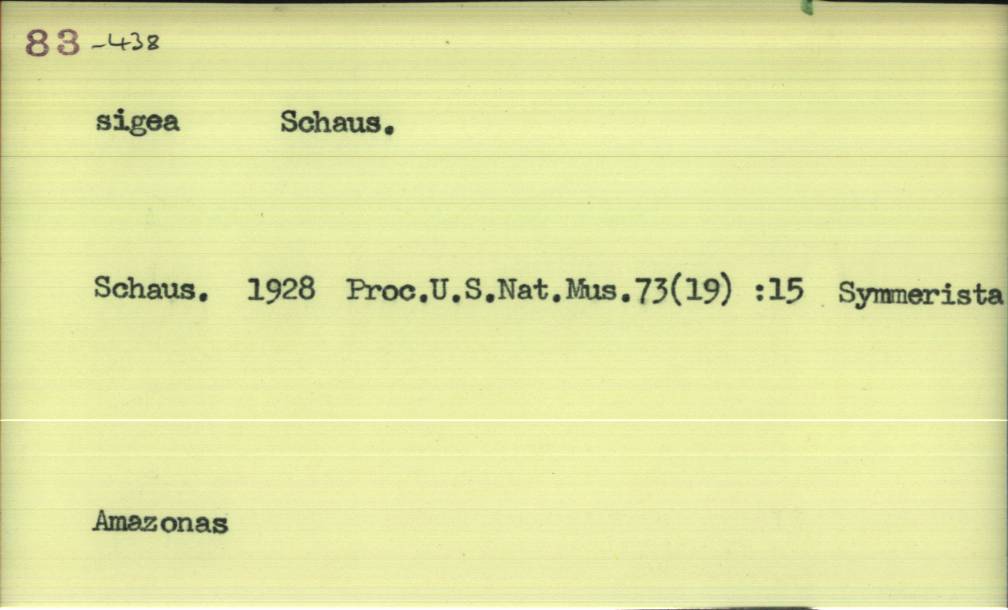 83-438
sigea Schaus.
Schaus. 1928 Proc.U.S.Nat.Mus.73(19) :15 Symmerista
Amazonas